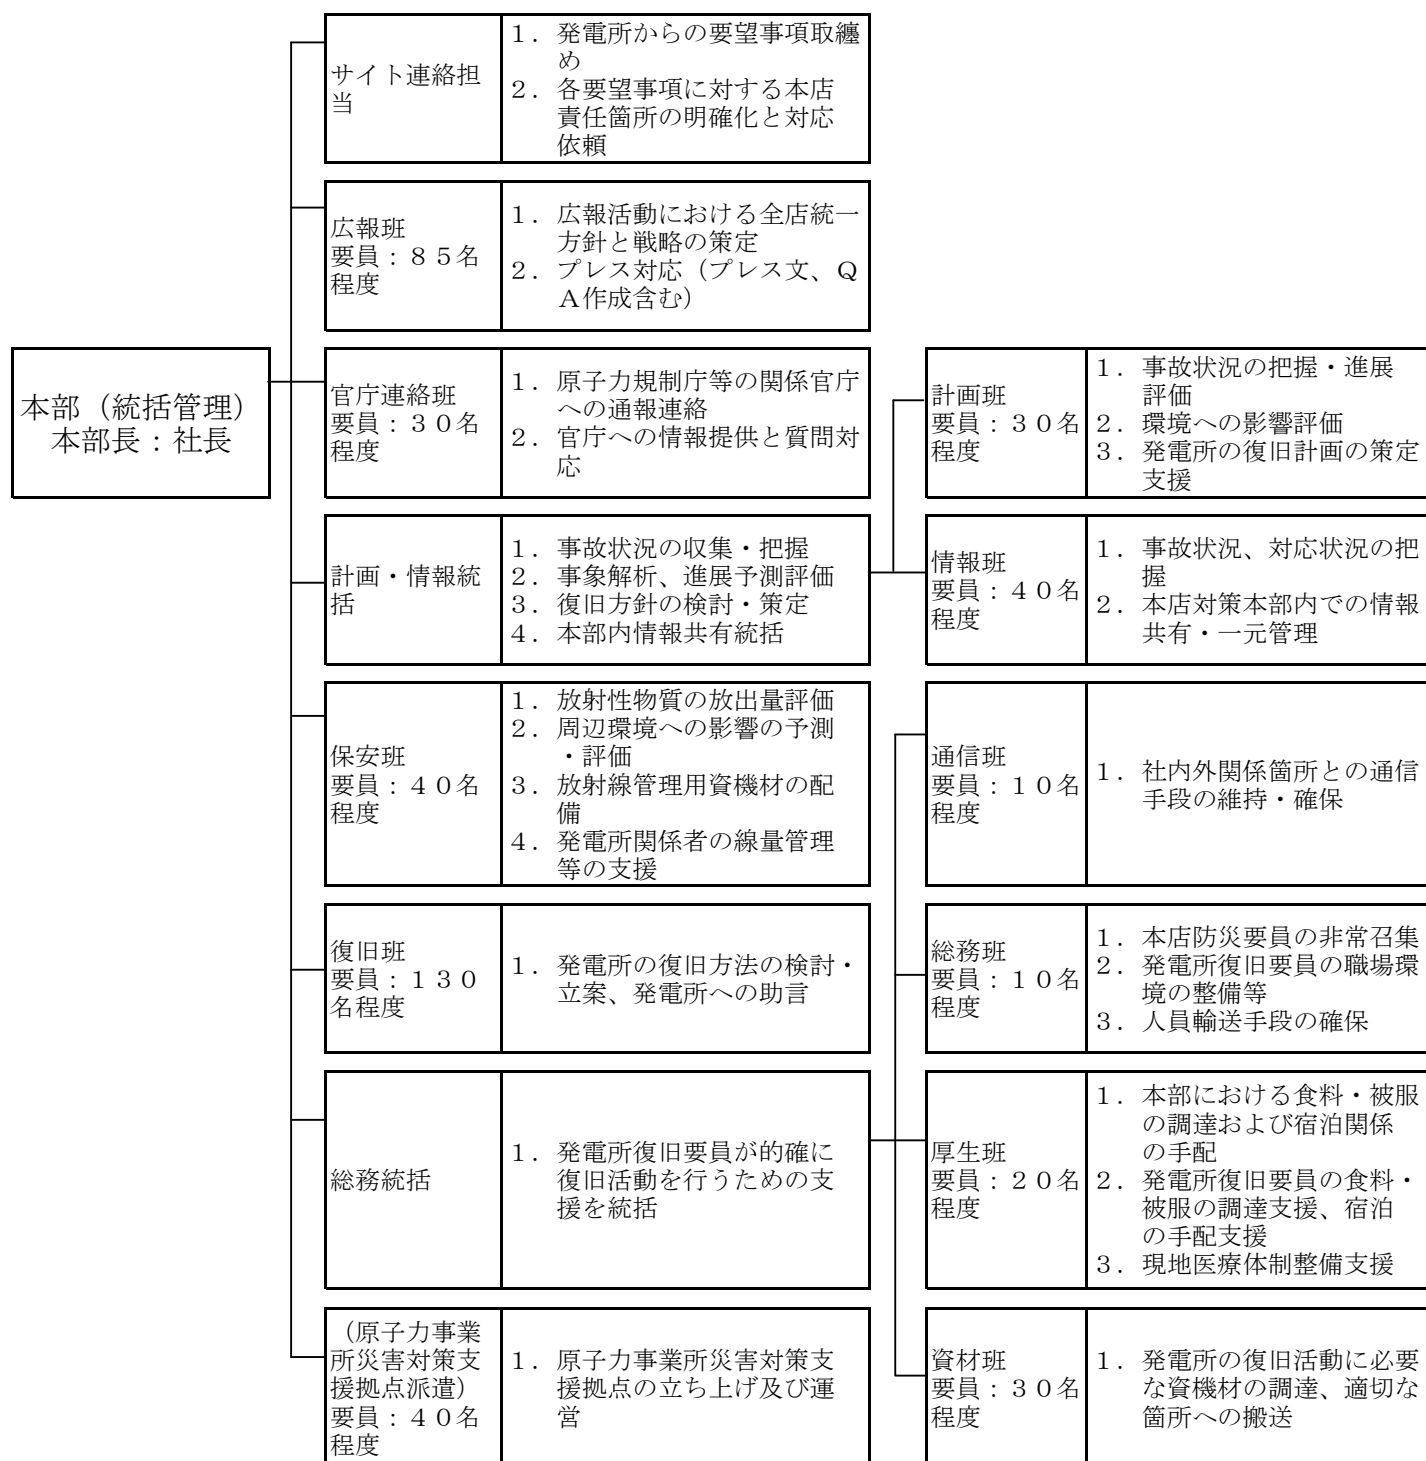 サイト連絡担
当
１．発電所からの要望事項取纏
め
２．各要望事項に対する本店
責任箇所の明確化と対応
依頼
広報班
要員：８５名
程度
１．広報活動における全店統一
方針と戦略の策定
２．プレス対応（プレス文、Ｑ
Ａ作成含む）
本部（統括管理）
本部長：社長
官庁連絡班
要員：３０名
程度
１．原子力規制庁等の関係官庁
への通報連絡
２．官庁への情報提供と質問対
応
計画班
要員：３０名
程度
１．事故状況の把握・進展
評価
２．環境への影響評価
３．発電所の復旧計画の策定
支援
計画・情報統
括
１．事故状況の収集・把握
２．事象解析、進展予測評価
３．復旧方針の検討・策定
４．本部内情報共有統括
情報班
要員：４０名
程度
１．事故状況、対応状況の把
握
２．本店対策本部内での情報
共有・一元管理
保安班
要員：４０名
程度
１．放射性物質の放出量評価
２．周辺環境への影響の予測
・評価
３．放射線管理用資機材の配
備
４．発電所関係者の線量管理
等の支援
通信班
要員：１０名
程度
１．社内外関係箇所との通信
手段の維持・確保
復旧班
要員：１３０
名程度
１．発電所の復旧方法の検討・
立案、発電所への助言
総務班
要員：１０名
程度
１．本店防災要員の非常召集
２．発電所復旧要員の職場環
境の整備等
３．人員輸送手段の確保
総務統括
１．発電所復旧要員が的確に
復旧活動を行うための支
援を統括
厚生班
要員：２０名
程度
１．本部における食料・被服
の調達および宿泊関係
の手配
２．発電所復旧要員の食料・
被服の調達支援、宿泊
の手配支援
３．現地医療体制整備支援
（原子力事業
所災害対策支
援拠点派遣）
要員：４０名
程度
１．原子力事業所災害対策支
援拠点の立ち上げ及び運
営
資材班
要員：３０名
程度
１．発電所の復旧活動に必要
な資機材の調達、適切な
箇所への搬送